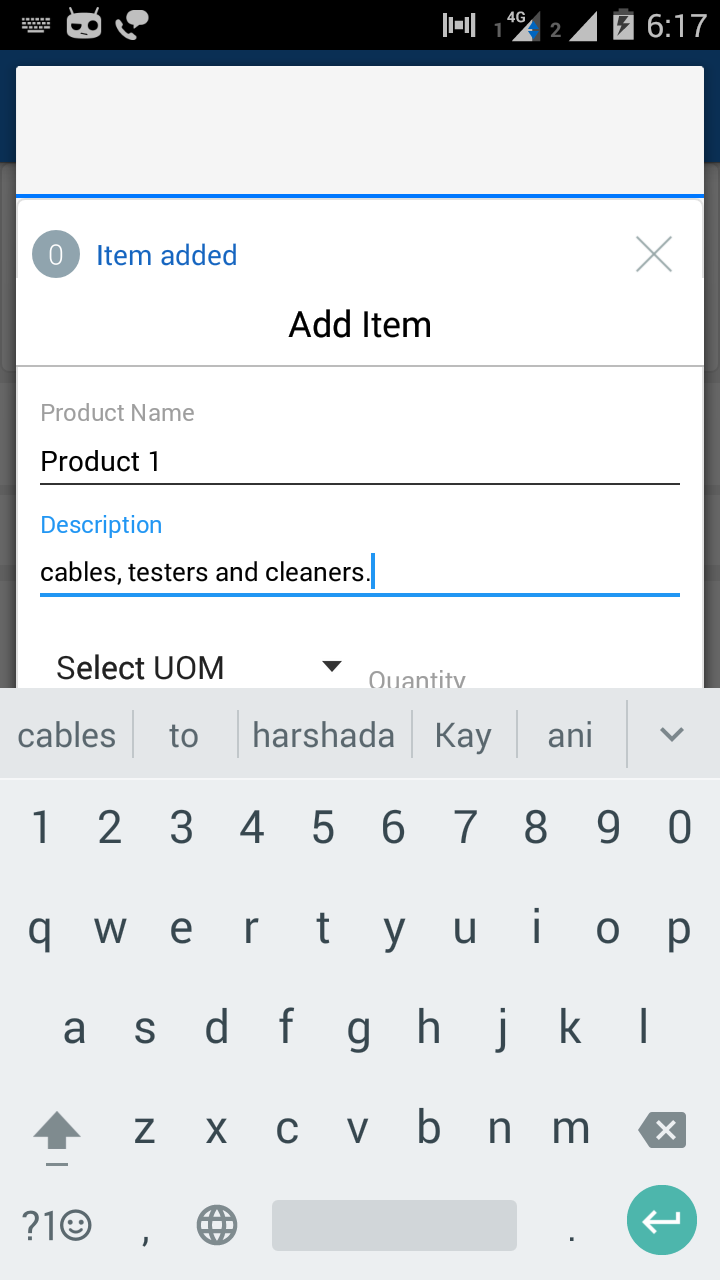 1 4G 2 6:17
0 Item added
Add Item
Product Name
Product 1
Description
cables, testers and cleaners.
Select UOM Quantity
cables to harshada Kay ani
1 2 3 4 5 6 7 8 9 0
q w e r t y u i o p
a s d f g h j k l
z x c v b n m
?1☺ , .